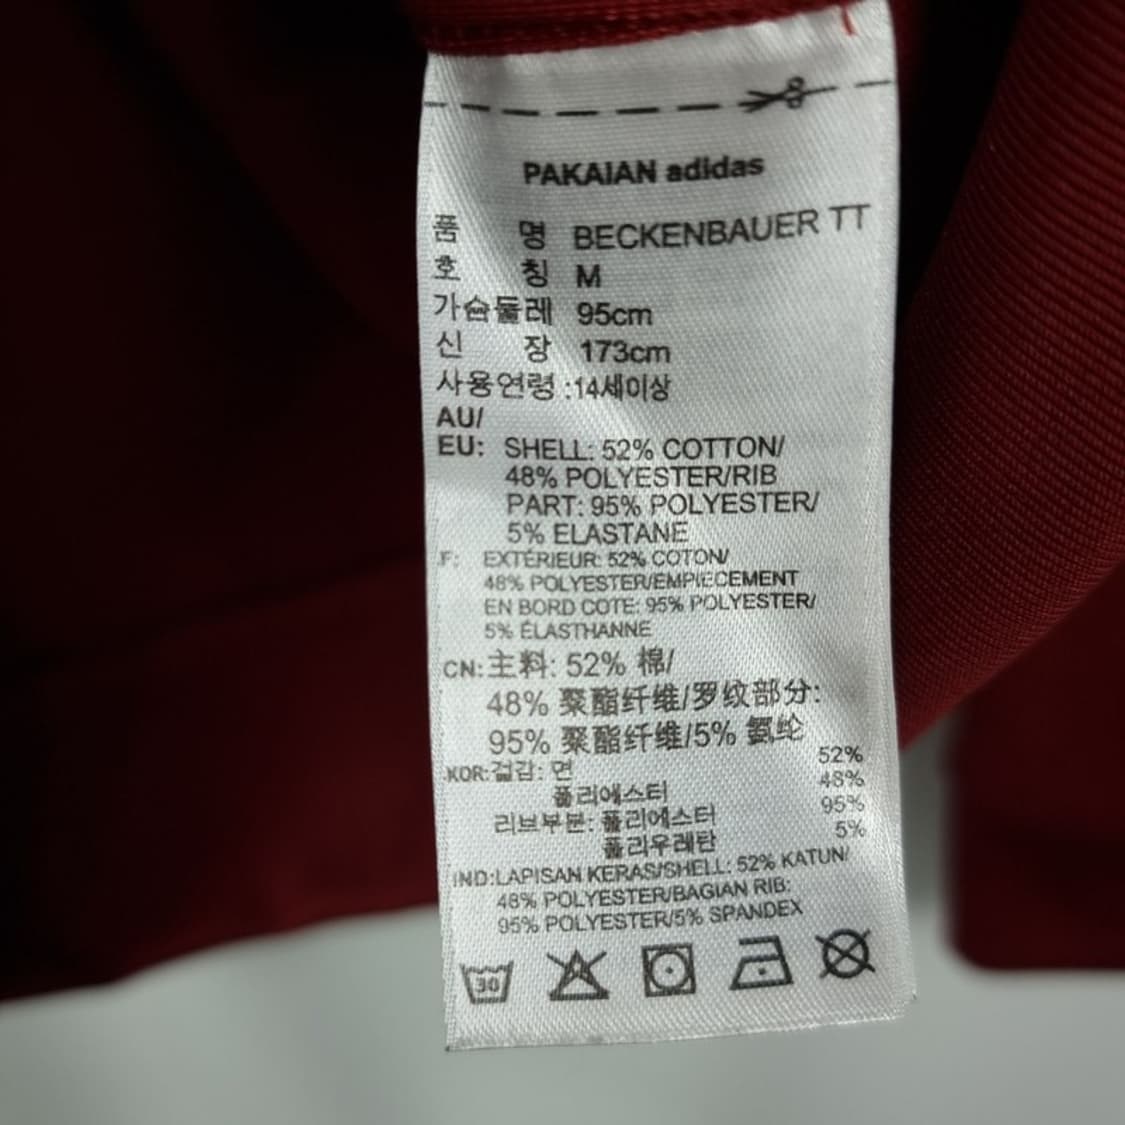 PAKAIAN adidas
품 명 BECKENBAUER TT
호 칭 M
가슴둘레 95cm
신 장 173cm
사용연령 :14세이상
AU/
EU: SHELL: 52% COTTON/
48% POLYESTER/RIB
PART: 95% POLYESTER/
5% ELASTANE
F: EXTÉRIEUR: 52% COTON/
48% POLYESTER/EMPIECEMENT
EN BORD COTE: 95% POLYESTER/
5% ÉLASTHANNE
CN: 主料: 52% 棉/
48% 聚酯纤维/罗纹部分:
95% 聚酯纤维/5% 氨纶
KOR: 겉감: 면 52%
폴리에스터 48%
리브부분: 폴리에스터 95%
폴리우레탄 5%
IND: LAPISAN KERAS/SHELL: 52% KATUN/
48% POLYESTER/BAGIAN RIB:
95% POLYESTER/5% SPANDEX
30